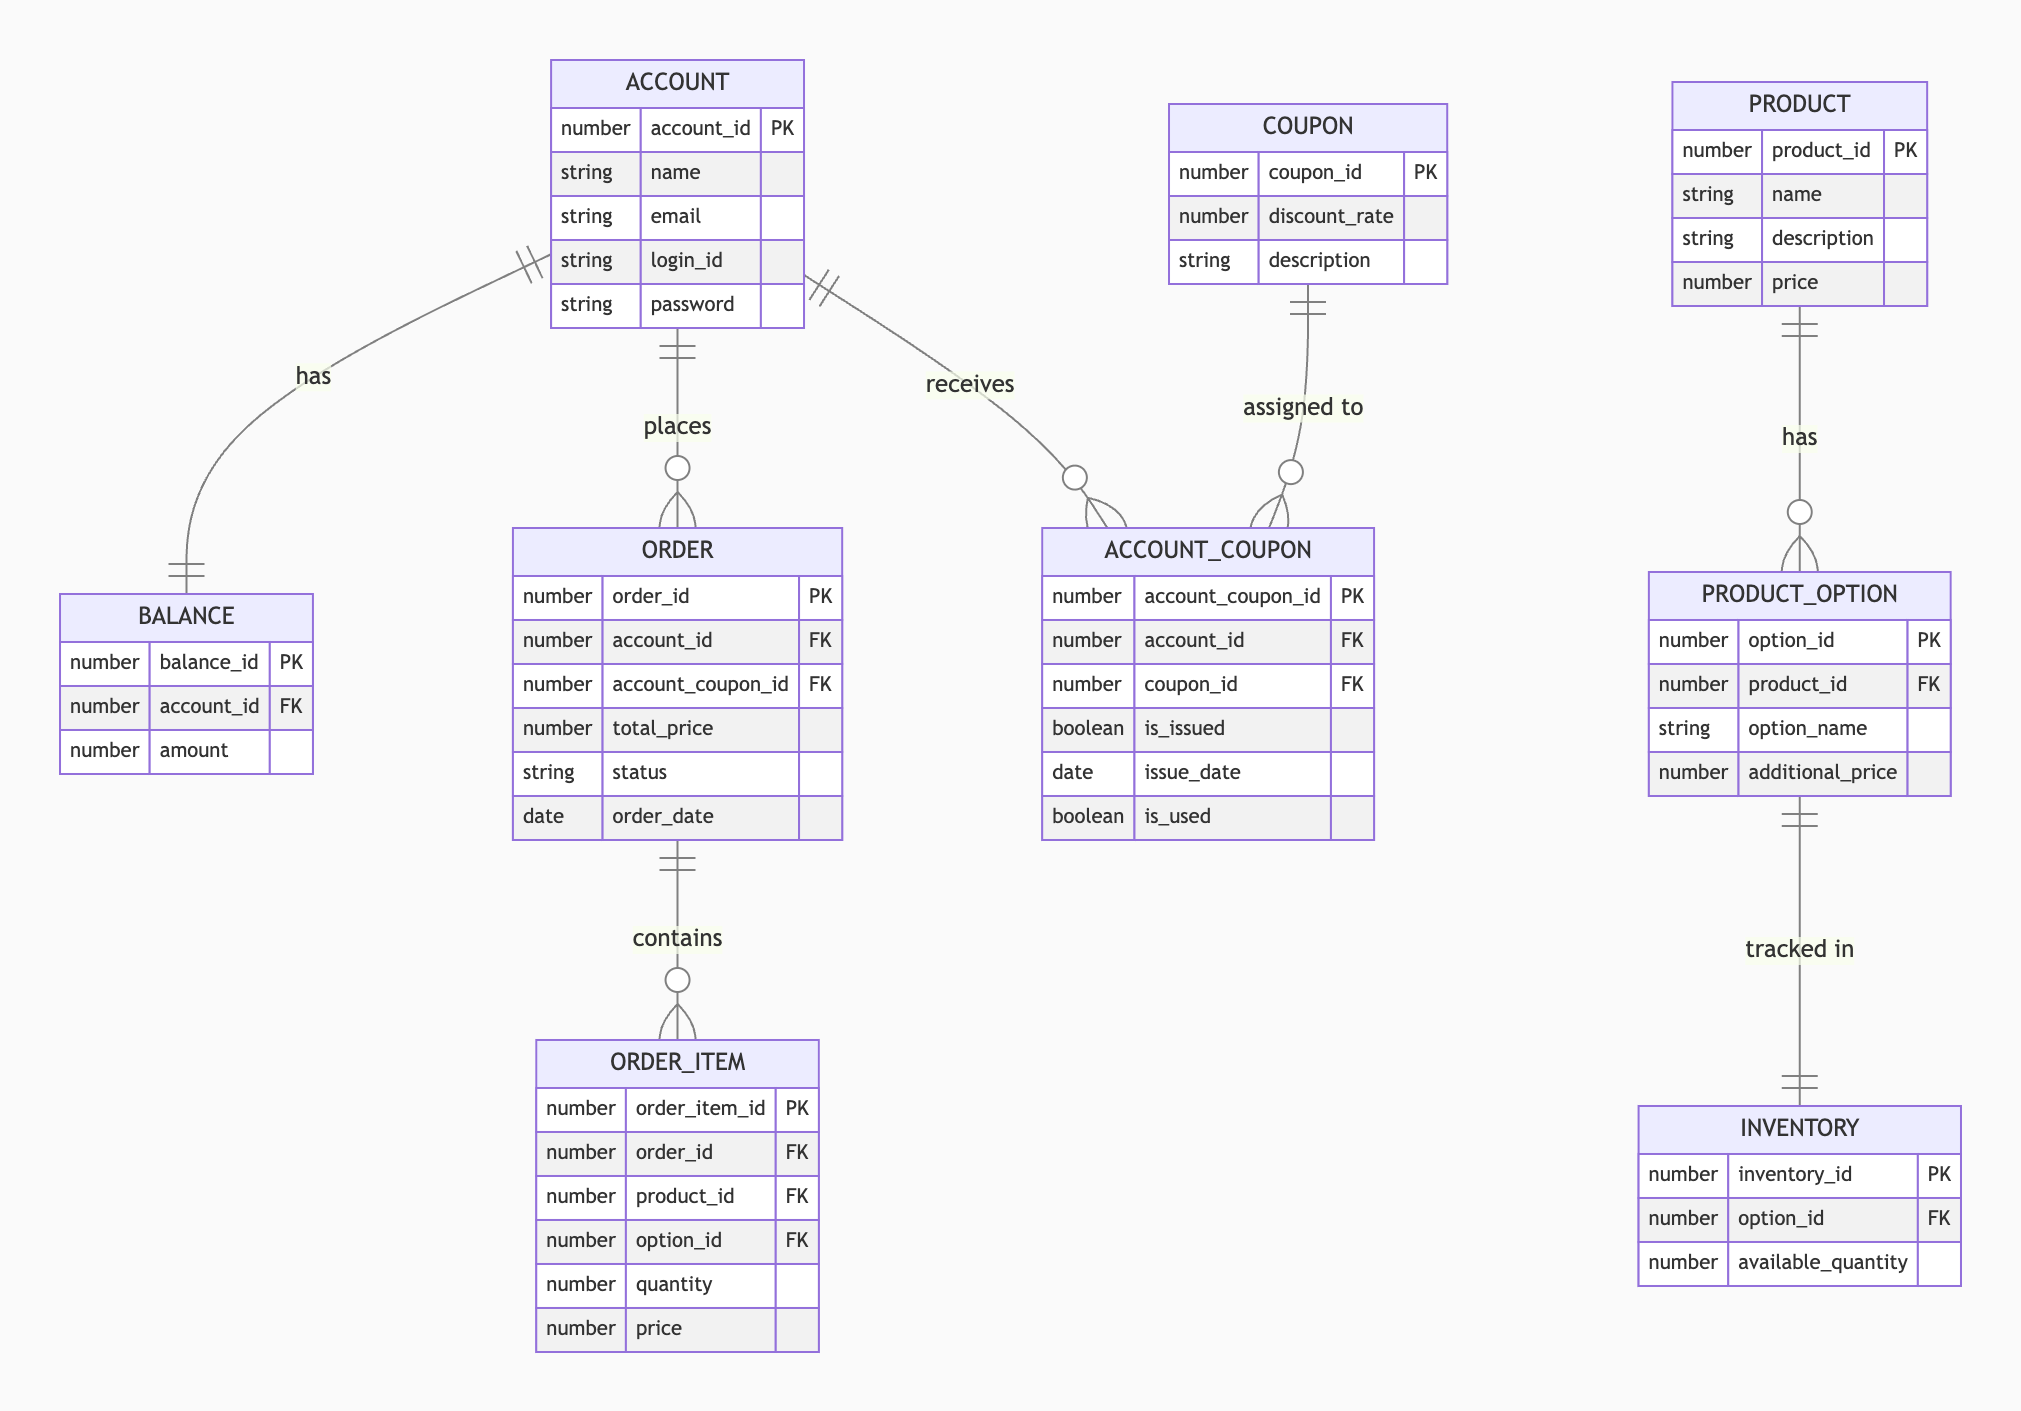 ACCOUNT
number account_id PK
string name
string email
string login_id
string password
COUPON
number coupon_id PK
number discount_rate
string description
PRODUCT
number product_id PK
string name
string description
number price
has
places
receives
assigned to
has
BALANCE
number balance_id PK
number account_id FK
number amount
ORDER
number order_id PK
number account_id FK
number account_coupon_id FK
number total_price
string status
date order_date
ACCOUNT_COUPON
number account_coupon_id PK
number account_id FK
number coupon_id FK
boolean is_issued
date issue_date
boolean is_used
PRODUCT_OPTION
number option_id PK
number product_id FK
string option_name
number additional_price
contains
tracked in
ORDER_ITEM
number order_item_id PK
number order_id FK
number product_id FK
number option_id FK
number quantity
number price
INVENTORY
number inventory_id PK
number option_id FK
number available_quantity